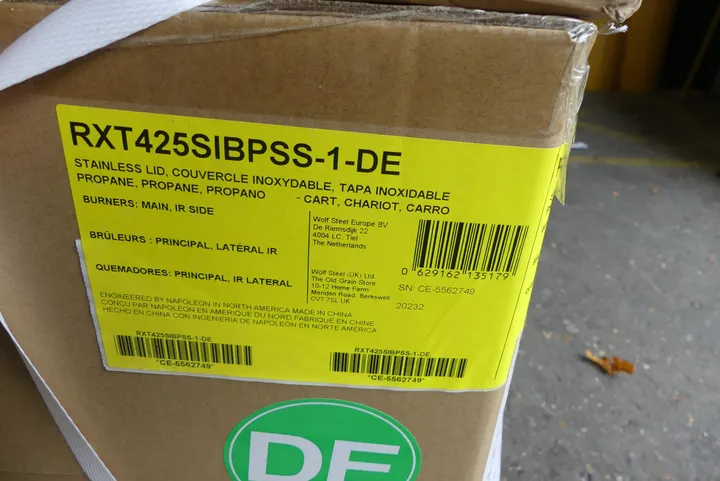 RXT425SIBPSS-1-DE
STAINLESS LID, COUVERCLE INOXYDABLE, TAPA INOXIDABLE
PROPANE, PROPANE, PROPANO - CART, CHARIOT, CARRO
BURNERS: MAIN, IR SIDE
BRÛLEURS : PRINCIPAL, LATÉRAL IR
QUEMADORES: PRINCIPAL, IR LATERAL
Wolf Steel Europe BV
De Riemsdijk 22
4004 LC, Tiel
The Netherlands
Wolf Steel (UK) Ltd
The Old Grain Store
10-12 Home Farm
Meriden Road Berkswell
CV7 7SL UK
0 629162 135179
SN: CE-5562749
20232
ENGINEERED BY NAPOLEON IN NORTH AMERICA MADE IN CHINA
CONCU PAR NAPOLEON EN AMERIQUE DU NORD FABRIQUE EN CHINE
HECHO EN CHINA CON INGENIERIA DE NAPOLEON EN NORTE AMERICA
RXT425SIBPSS-1-DE
*CE-5562749*
RXT425SIBPSS-1-DE
*CE-5562749*
DE